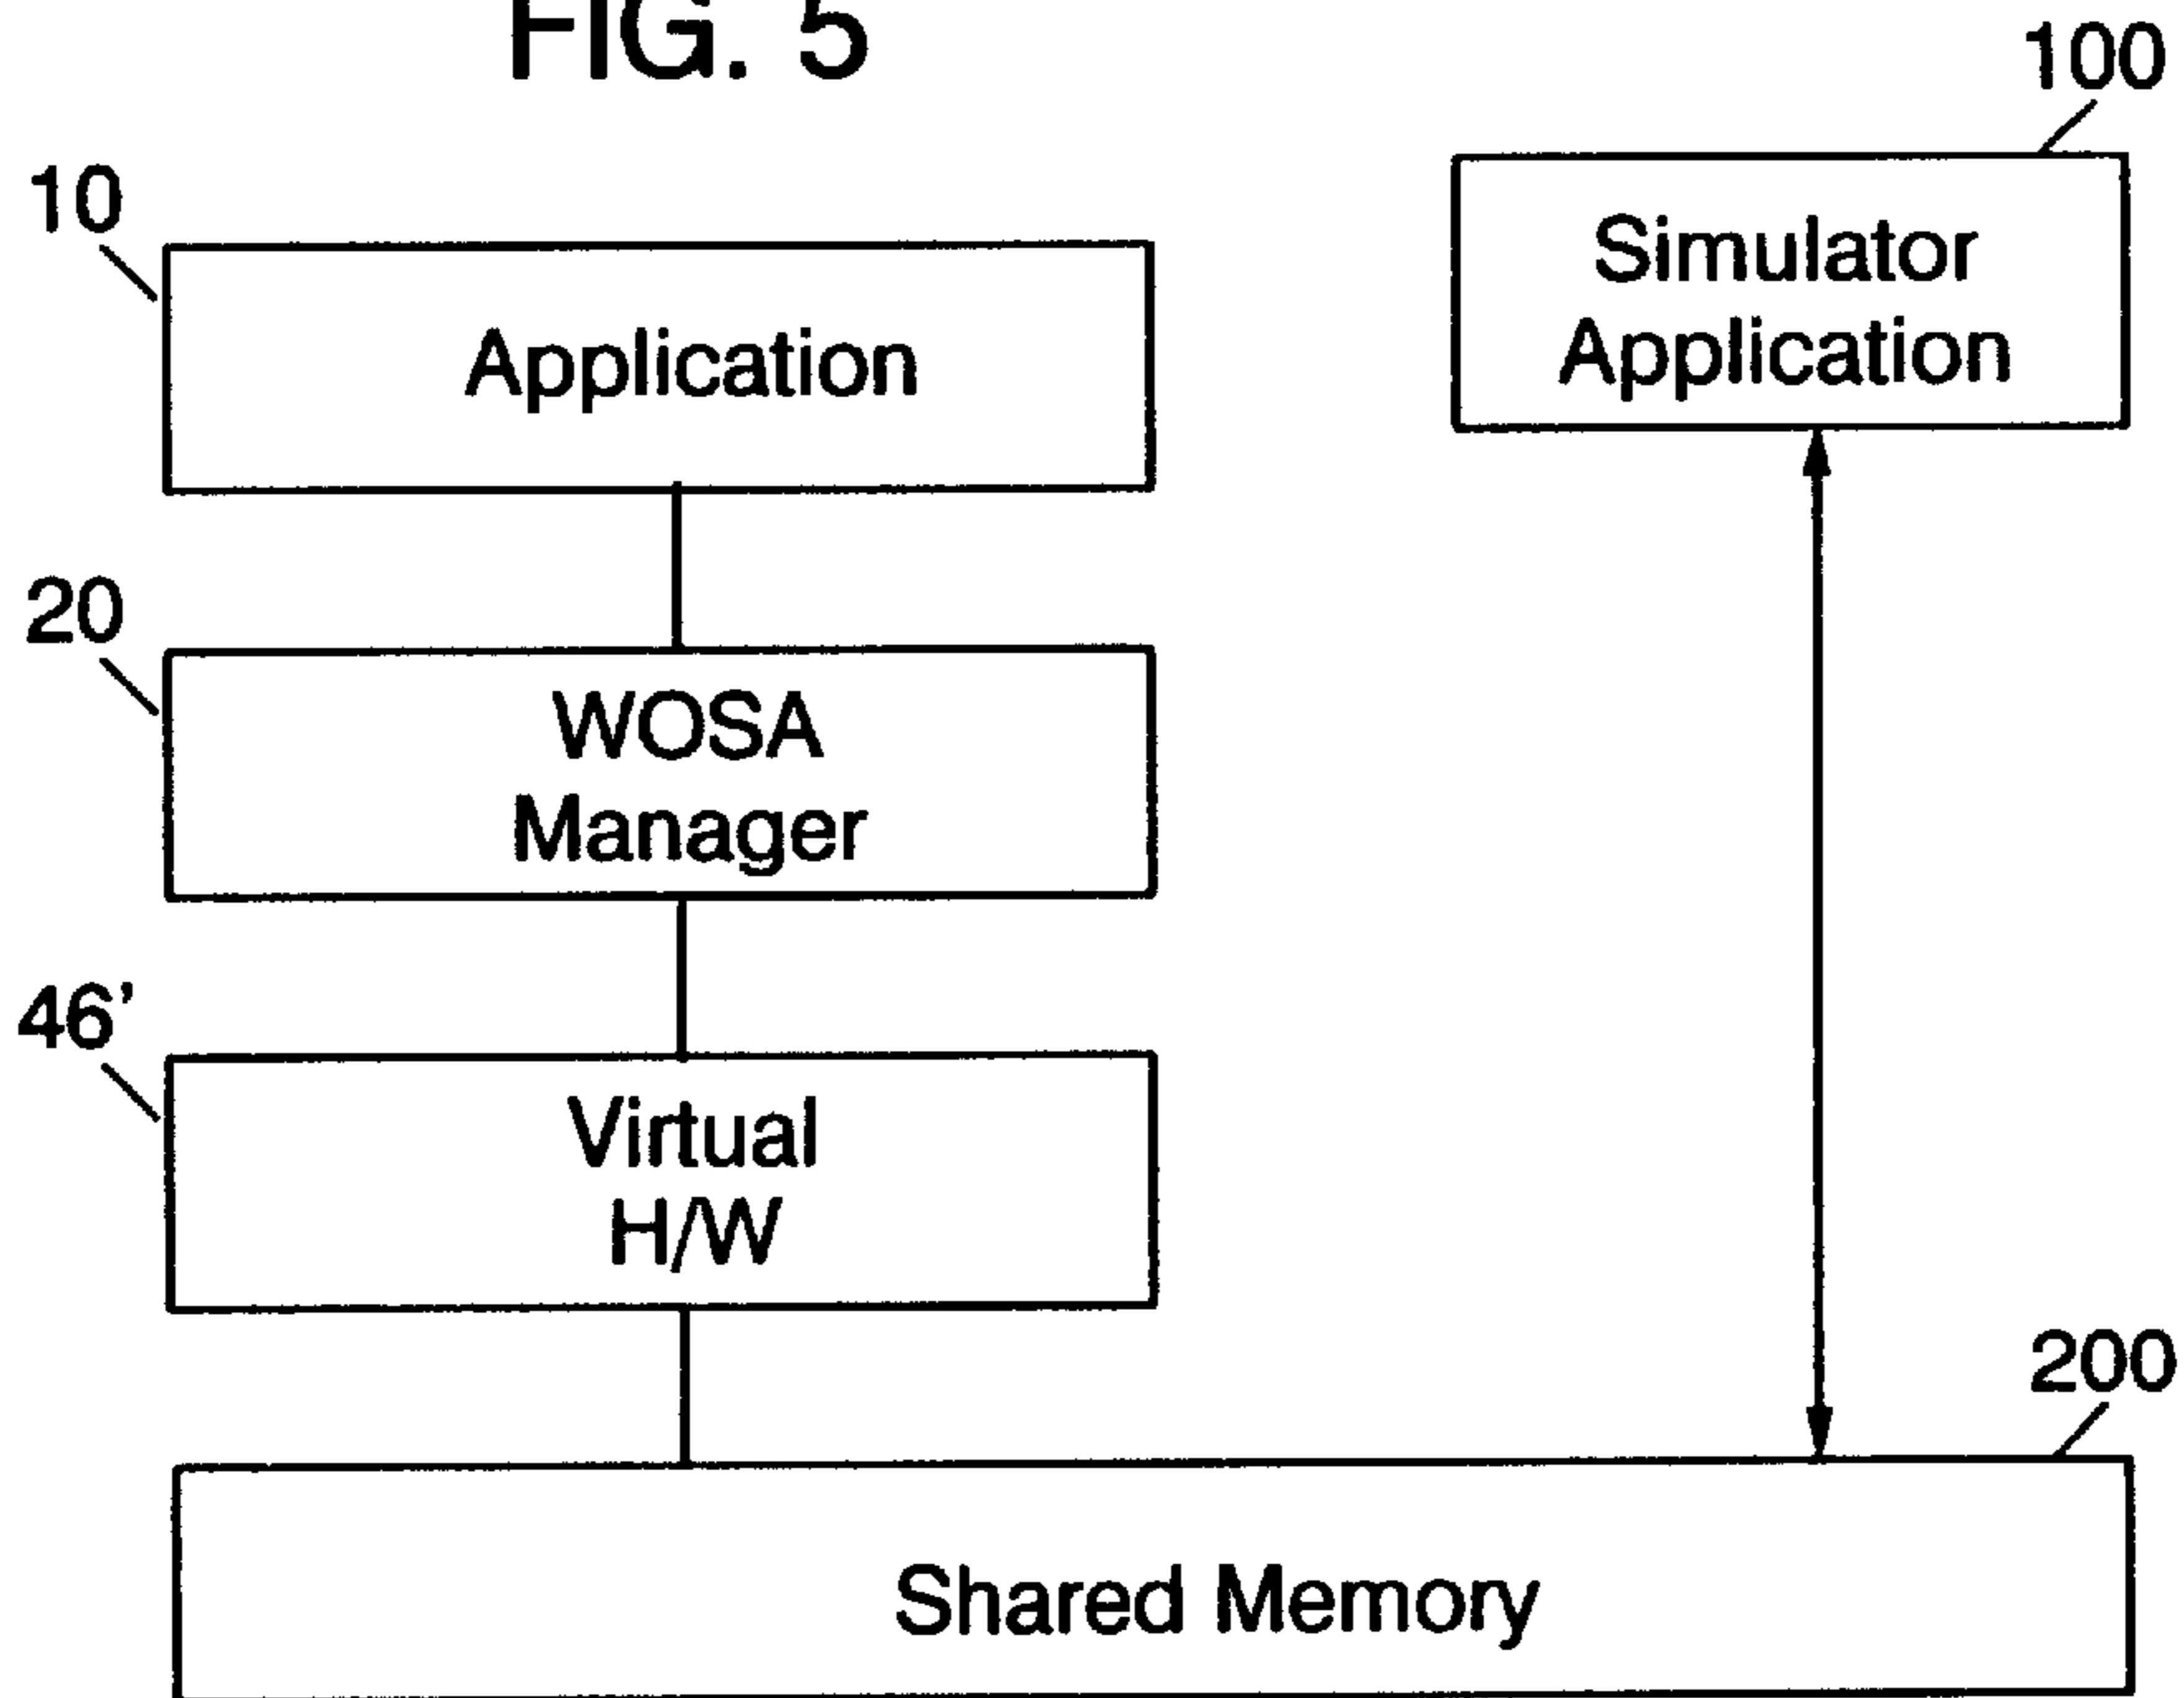 FIG. 5
100
10
Simulator
Application
Application
20
WOSA
Manager
46'
Virtual
H/W
200
Shared Memory